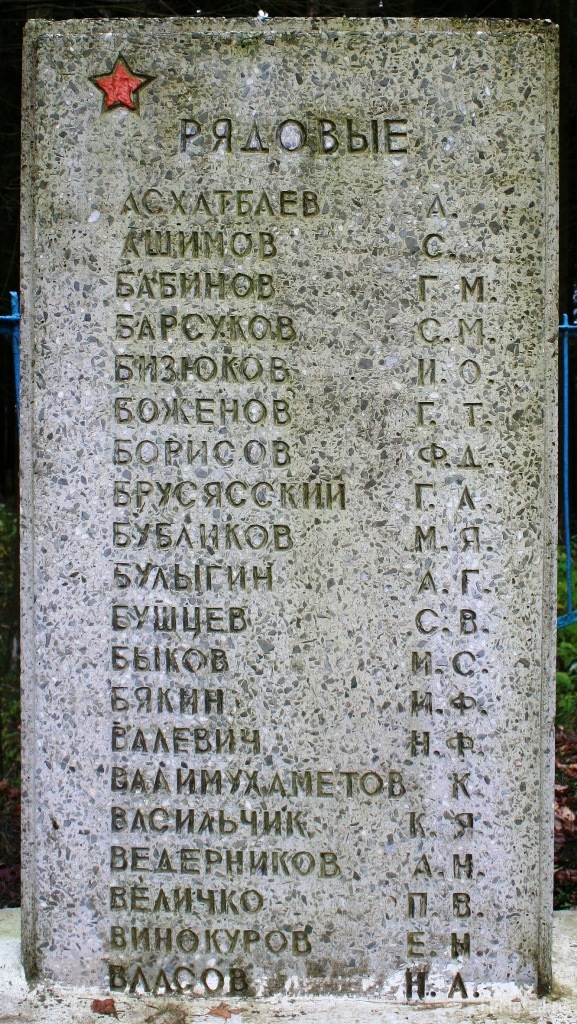 РЯДОВЫЕ
АСХАТБАЕВ А.
АШИМОВ С.
БАБИНОВ Г. М.
БАРСУКОВ С. М.
БИЗЮКОВ И. О.
БОЖЕНОВ Г. Т.
БОРИСОВ Ф. Д.
БРУСЯССКИЙ Г. А.
БУБЛИКОВ М. Я.
БУЛЫГИН А. Г.
БУШЦЕВ С. В.
БЫКОВ И. С.
БЯКИН И. Ф.
ВАЛЕВИЧ Н. Ф.
ВАЛИМУХАМЕТОВ К.
ВАСИЛЬЧИК К. Я
ВЕДЕРНИКОВ А. Н.
ВЕЛИЧКО П. В.
ВИНОКУРОВ Е. Н.
ВЛАСОВ Н. А.